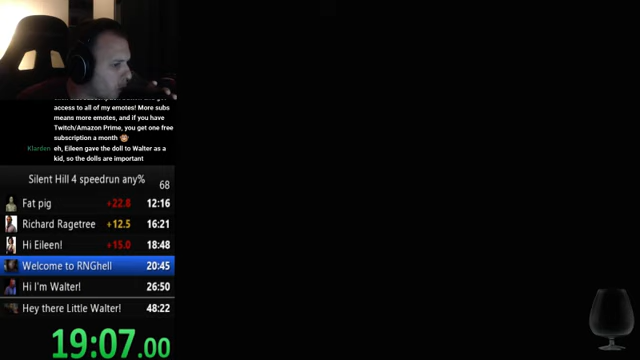 access to all of my emotes! More subs
means more emotes, and if you have
Twitch/Amazon Prime, you get one free
subscription a month
Klarden eh, Eileen gave the doll to Walter as a
kid, so the dolls are important
Silent Hill 4 speedrun any%
68
Fat pig +22.8 12:16
Richard Ragetree +12.5 16:21
Hi Eileen! +15.0 18:48
Welcome to RNGhell 20:45
Hi I'm Walter! 26:50
Hey there Little Walter! 48:22
19:07.00